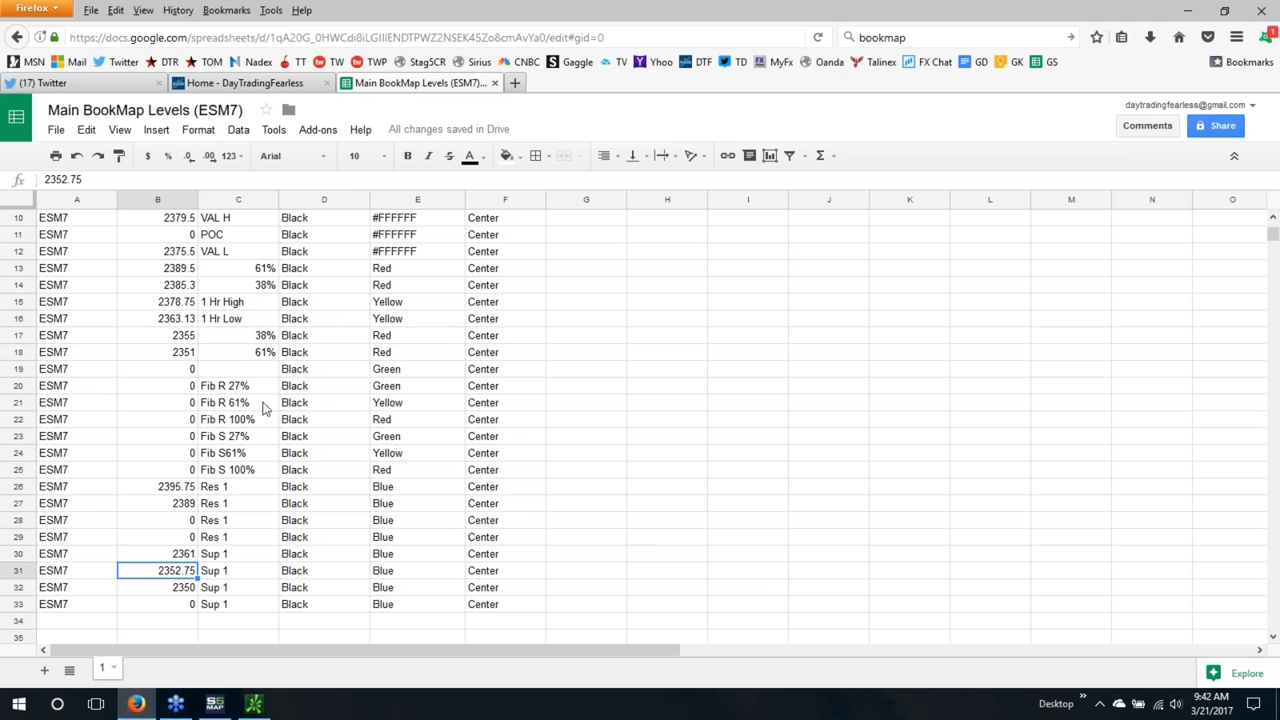 Firefox File Edit View History Bookmarks Tools Help
https://docs.google.com/spreadsheets/d/1qA20G_0HWCdi8iLGIIIENDTPWZ2NSEK45Zo8cmAvYa0/edit#gid=0 bookmap
MSN Mail Twitter DTR TOM Nadex TT TW TWP Stag5CR Sirius CNBC Gaggle TV Yhoo DTF TD MyFx Oanda Talinex FX Chat GD GK GS Bookmarks
(17) Twitter Home - DayTradingFearless Main BookMap Levels (ESM7)...
Main BookMap Levels (ESM7) daytradingfearless@gmail.com
File Edit View Insert Format Data Tools Add-ons Help All changes saved in Drive Comments Share
$ % .0 .00 123 Arial 10 B I S A
fx 2352.75
A B C D E F G H I J K L M N O
10 ESM7 2379.5 VAL H Black #FFFFFF Center
11 ESM7 0 POC Black #FFFFFF Center
12 ESM7 2375.5 VAL L Black #FFFFFF Center
13 ESM7 2389.5 61% Black Red Center
14 ESM7 2385.3 38% Black Red Center
15 ESM7 2378.75 1 Hr High Black Yellow Center
16 ESM7 2363.13 1 Hr Low Black Yellow Center
17 ESM7 2355 38% Black Red Center
18 ESM7 2351 61% Black Red Center
19 ESM7 0 Black Green Center
20 ESM7 0 Fib R 27% Black Green Center
21 ESM7 0 Fib R 61% Black Yellow Center
22 ESM7 0 Fib R 100% Black Red Center
23 ESM7 0 Fib S 27% Black Green Center
24 ESM7 0 Fib S61% Black Yellow Center
25 ESM7 0 Fib S 100% Black Red Center
26 ESM7 2395.75 Res 1 Black Blue Center
27 ESM7 2389 Res 1 Black Blue Center
28 ESM7 0 Res 1 Black Blue Center
29 ESM7 0 Res 1 Black Blue Center
30 ESM7 2361 Sup 1 Black Blue Center
31 ESM7 2352.75 Sup 1 Black Blue Center
32 ESM7 2350 Sup 1 Black Blue Center
33 ESM7 0 Sup 1 Black Blue Center
34
35
1 Explore
Desktop 9:42 AM
3/21/2017